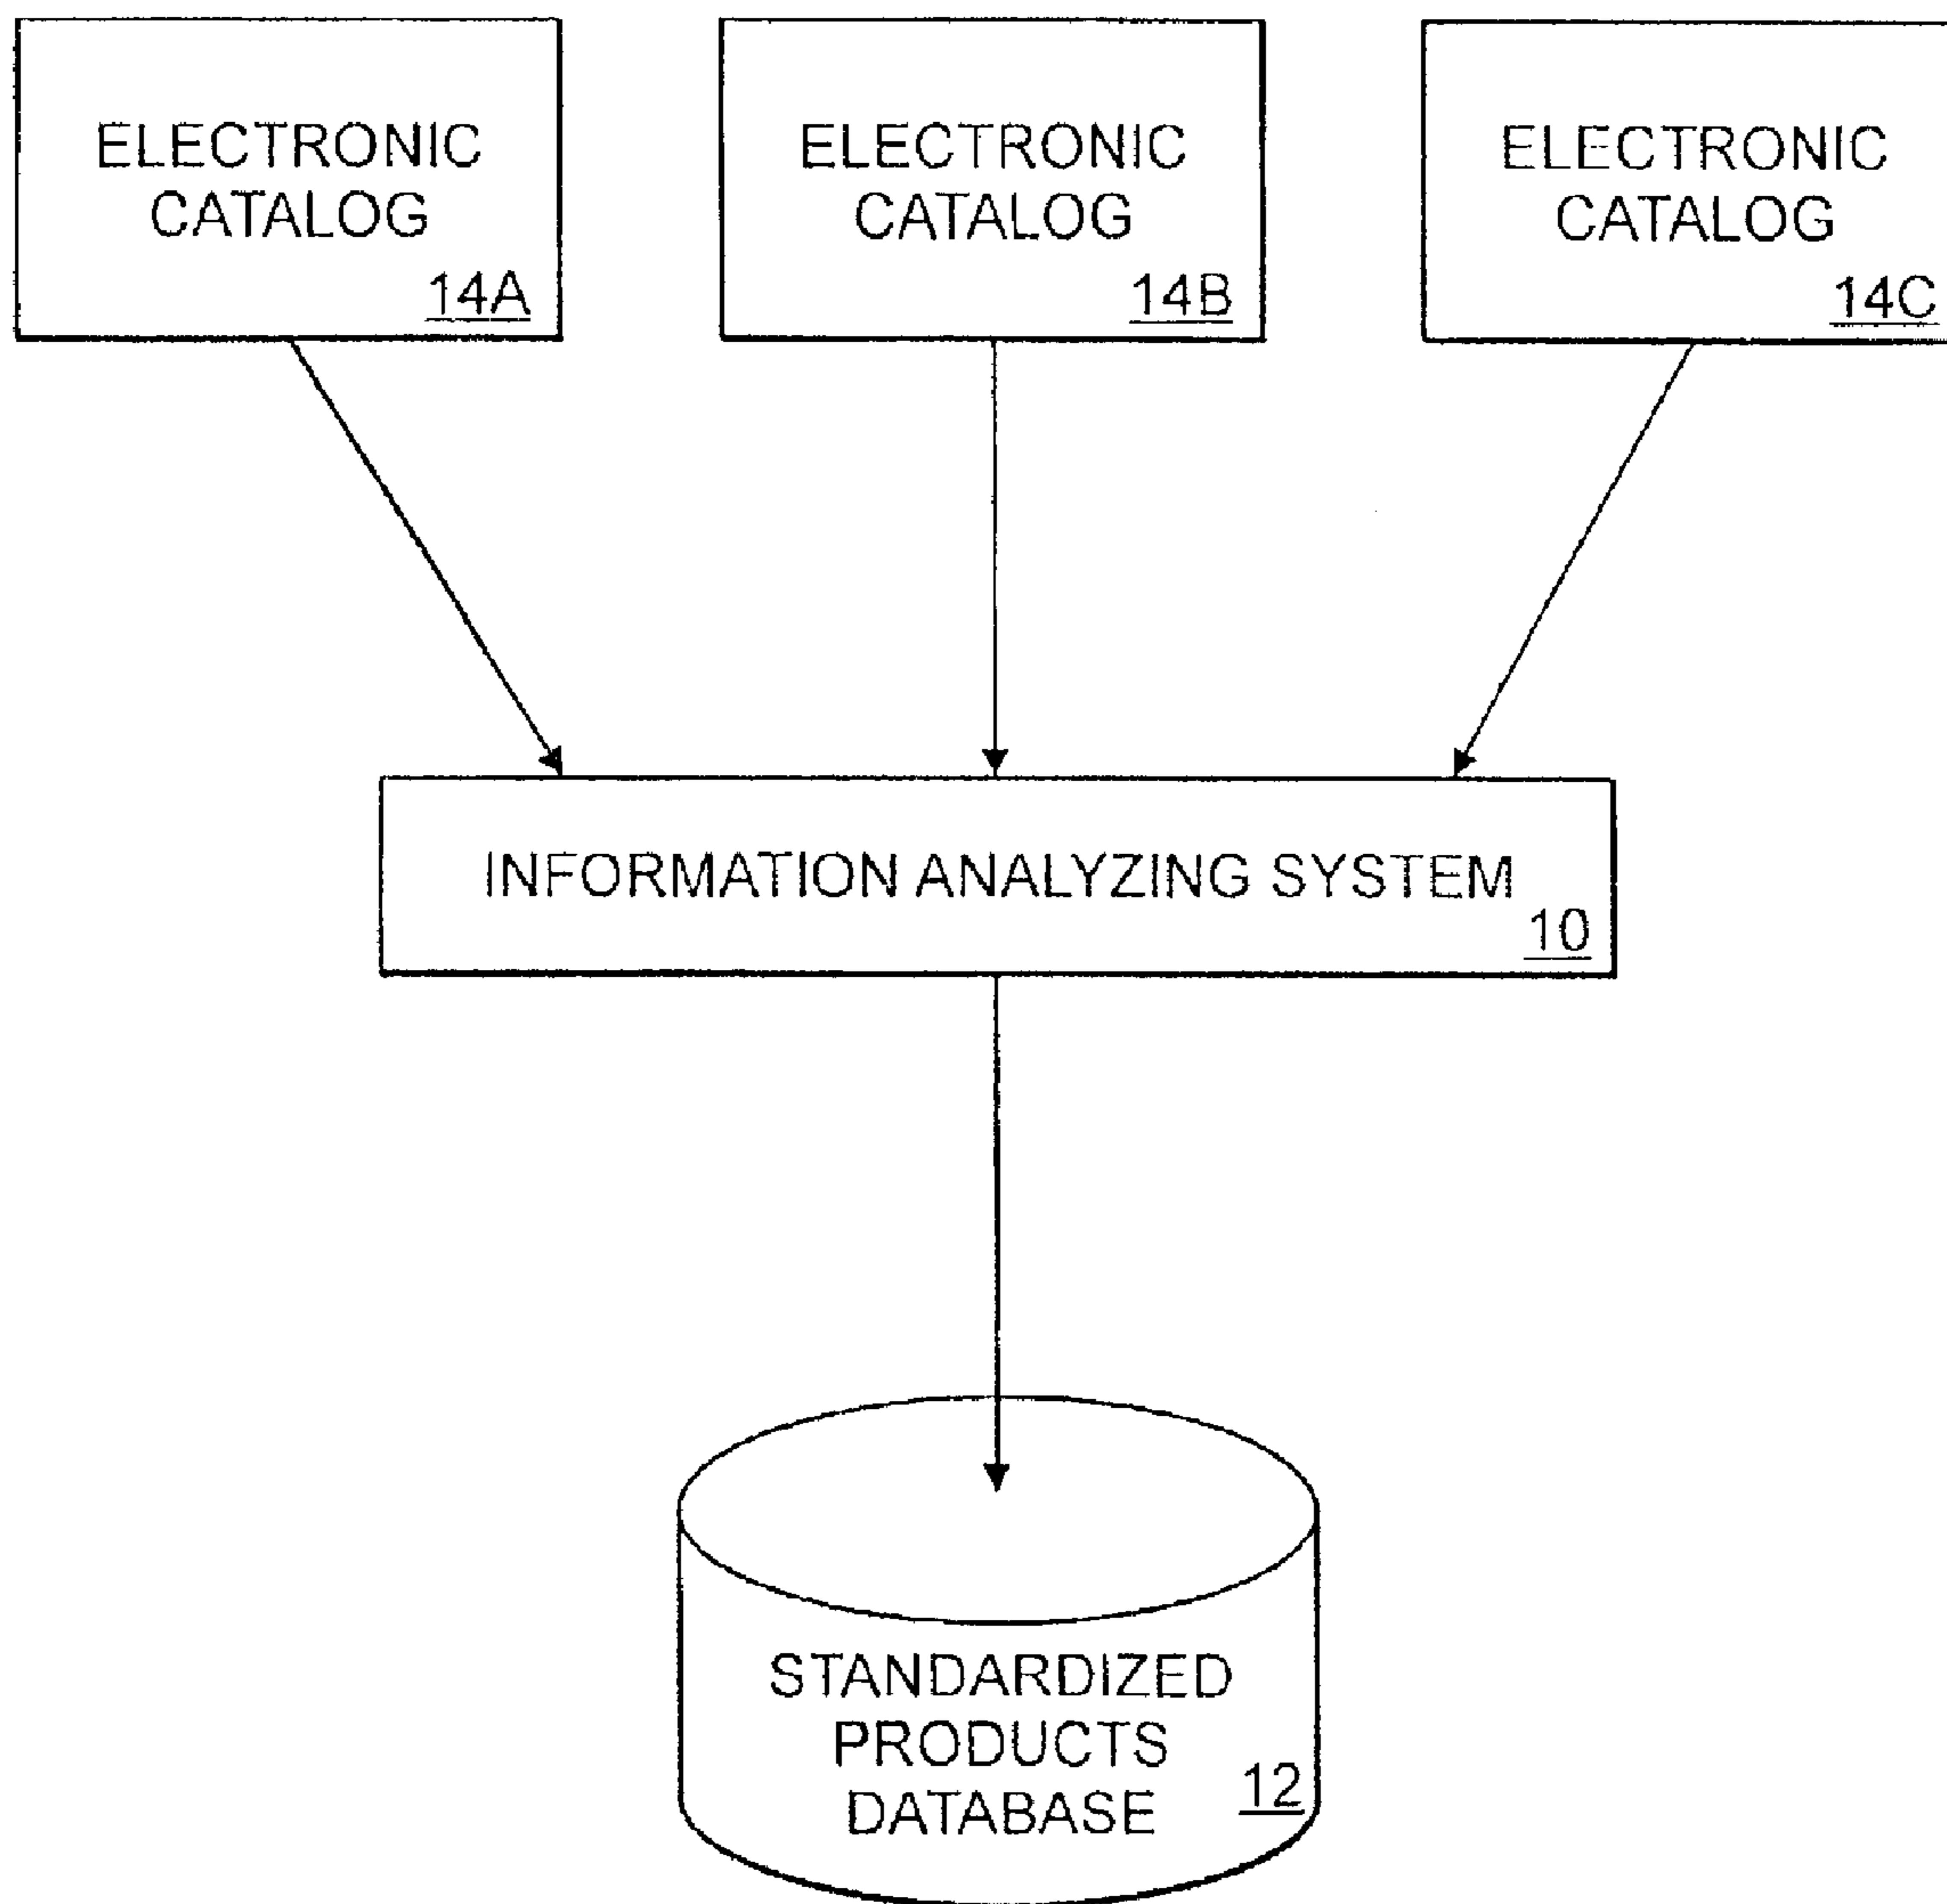 ELECTRONIC
CATALOG
14A
ELECTRONIC
CATALOG
14B
ELECTRONIC
CATALOG
14C
INFORMATION ANALYZING SYSTEM
10
STANDARDIZED
PRODUCTS
DATABASE
12